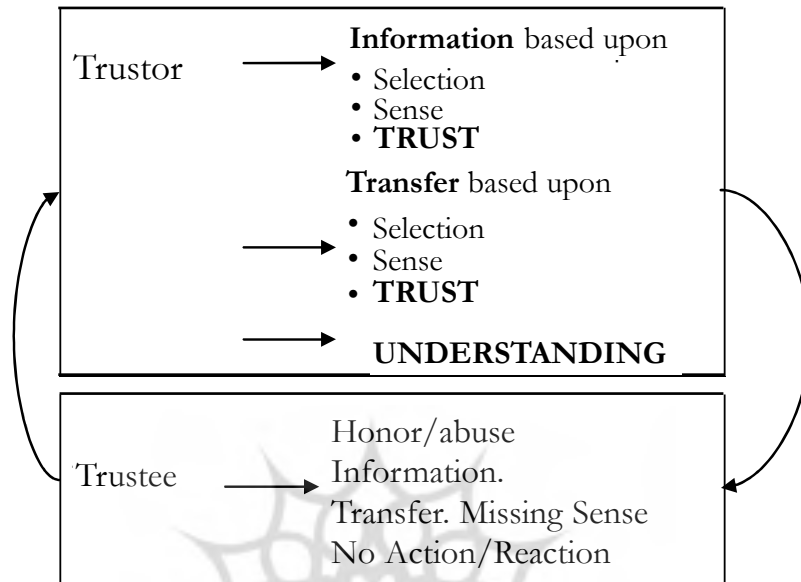 Trustor
Information based upon
• Selection
• Sense
• TRUST
Transfer based upon
• Selection
• Sense
• TRUST
UNDERSTANDING
Trustee
Honor/abuse
Information.
Transfer. Missing Sense
No Action/Reaction